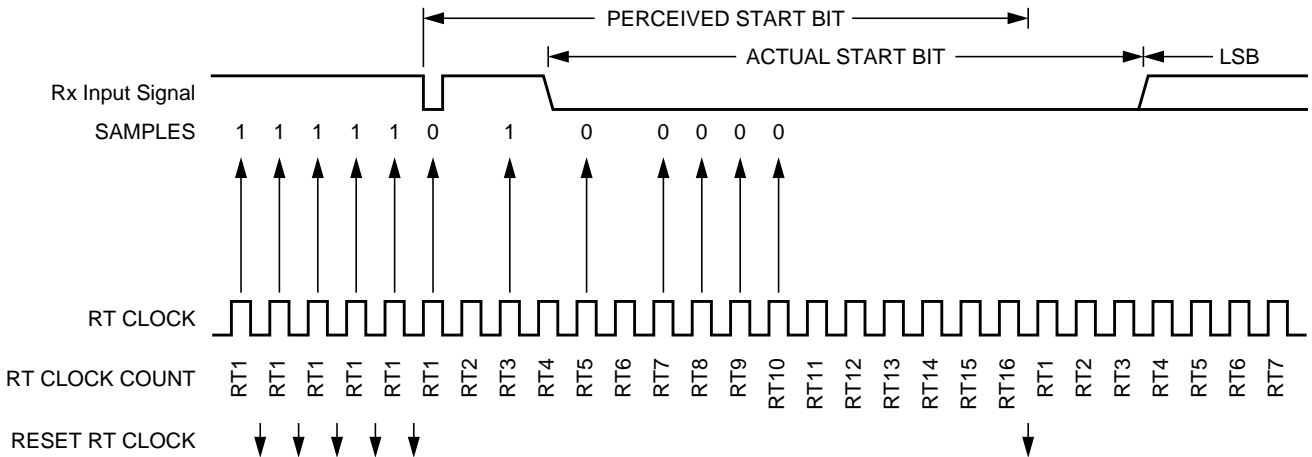 PERCEIVED START BIT
ACTUAL START BIT LSB
Rx Input Signal
SAMPLES 1 1 1 1 1 0 1 0 0 0 0 0
RT CLOCK
RT CLOCK COUNT RT1 RT1 RT1 RT1 RT1 RT1 RT2 RT3 RT4 RT5 RT6 RT7 RT8 RT9 RT10 RT11 RT12 RT13 RT14 RT15 RT16 RT1 RT2 RT3 RT4 RT5 RT6 RT7
RESET RT CLOCK